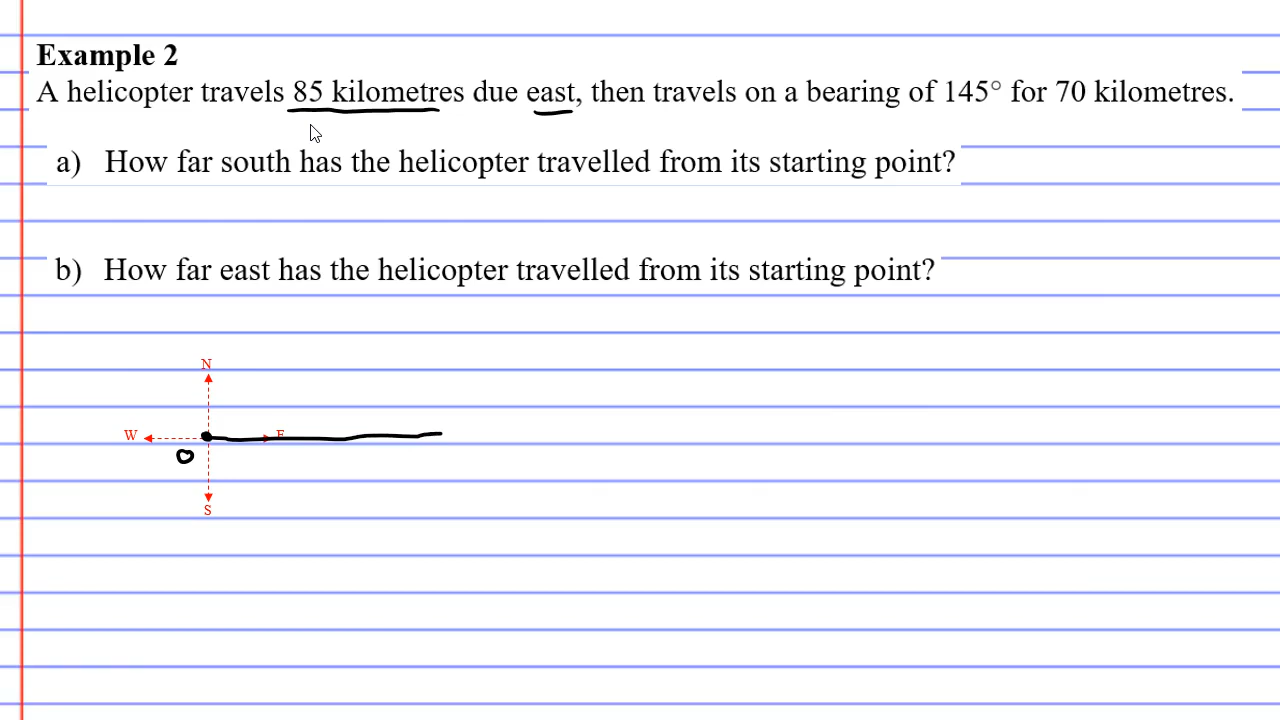 Example 2
A helicopter travels 85 kilometres due east, then travels on a bearing of 145° for 70 kilometres.
a) How far south has the helicopter travelled from its starting point?
b) How far east has the helicopter travelled from its starting point?
N
W E
O
S